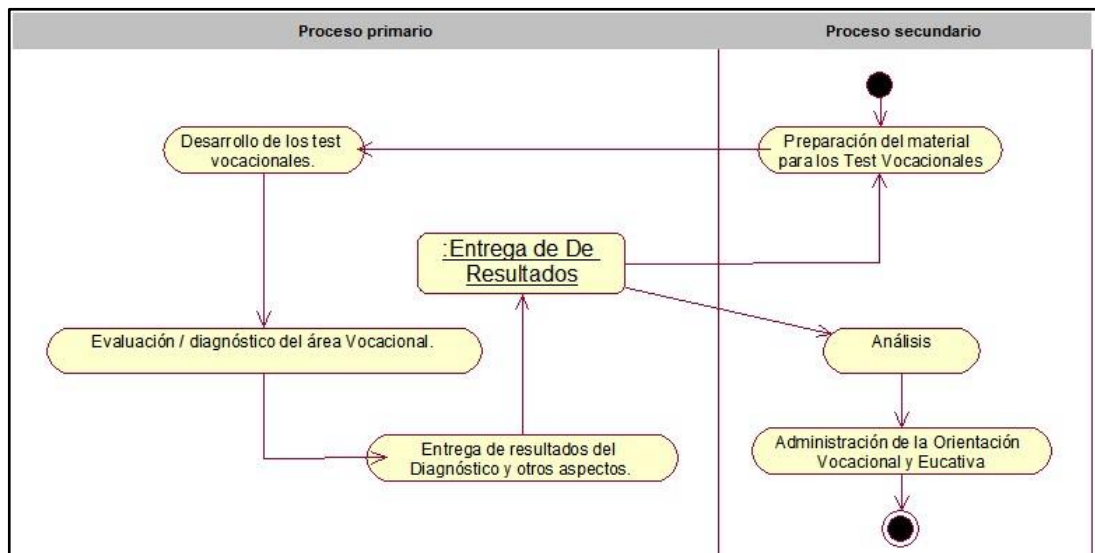 Proceso primario
Proceso secundario
Desarrollo de los test
vocacionales.
Preparación del material
para los Test Vocacionales
:Entrega de De
Resultados
Evaluación / diagnóstico del área Vocacional.
Análisis
Entrega de resultados del
Diagnóstico y otros aspectos.
Administración de la Orientación
Vocacional y Eucativa